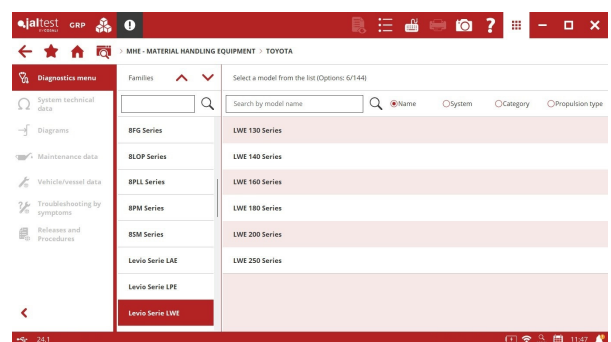 jaltest GRP
BY COJALI
> MHE - MATERIAL HANDLING EQUIPMENT > TOYOTA
Diagnostics menu
System technical
data
Diagrams
Maintenance data
Vehicle/vessel data
Troubleshooting by
symptoms
Releases and
Procedures
Families
8FG Series
8LOP Series
8PLL Series
8PM Series
8SM Series
Levio Serie LAE
Levio Serie LPE
Levio Serie LWE
Select a model from the list (Options: 6/144)
Search by model name
Name System Category Propulsion type
LWE 130 Series
LWE 140 Series
LWE 160 Series
LWE 180 Series
LWE 200 Series
LWE 250 Series
24.1
11:47